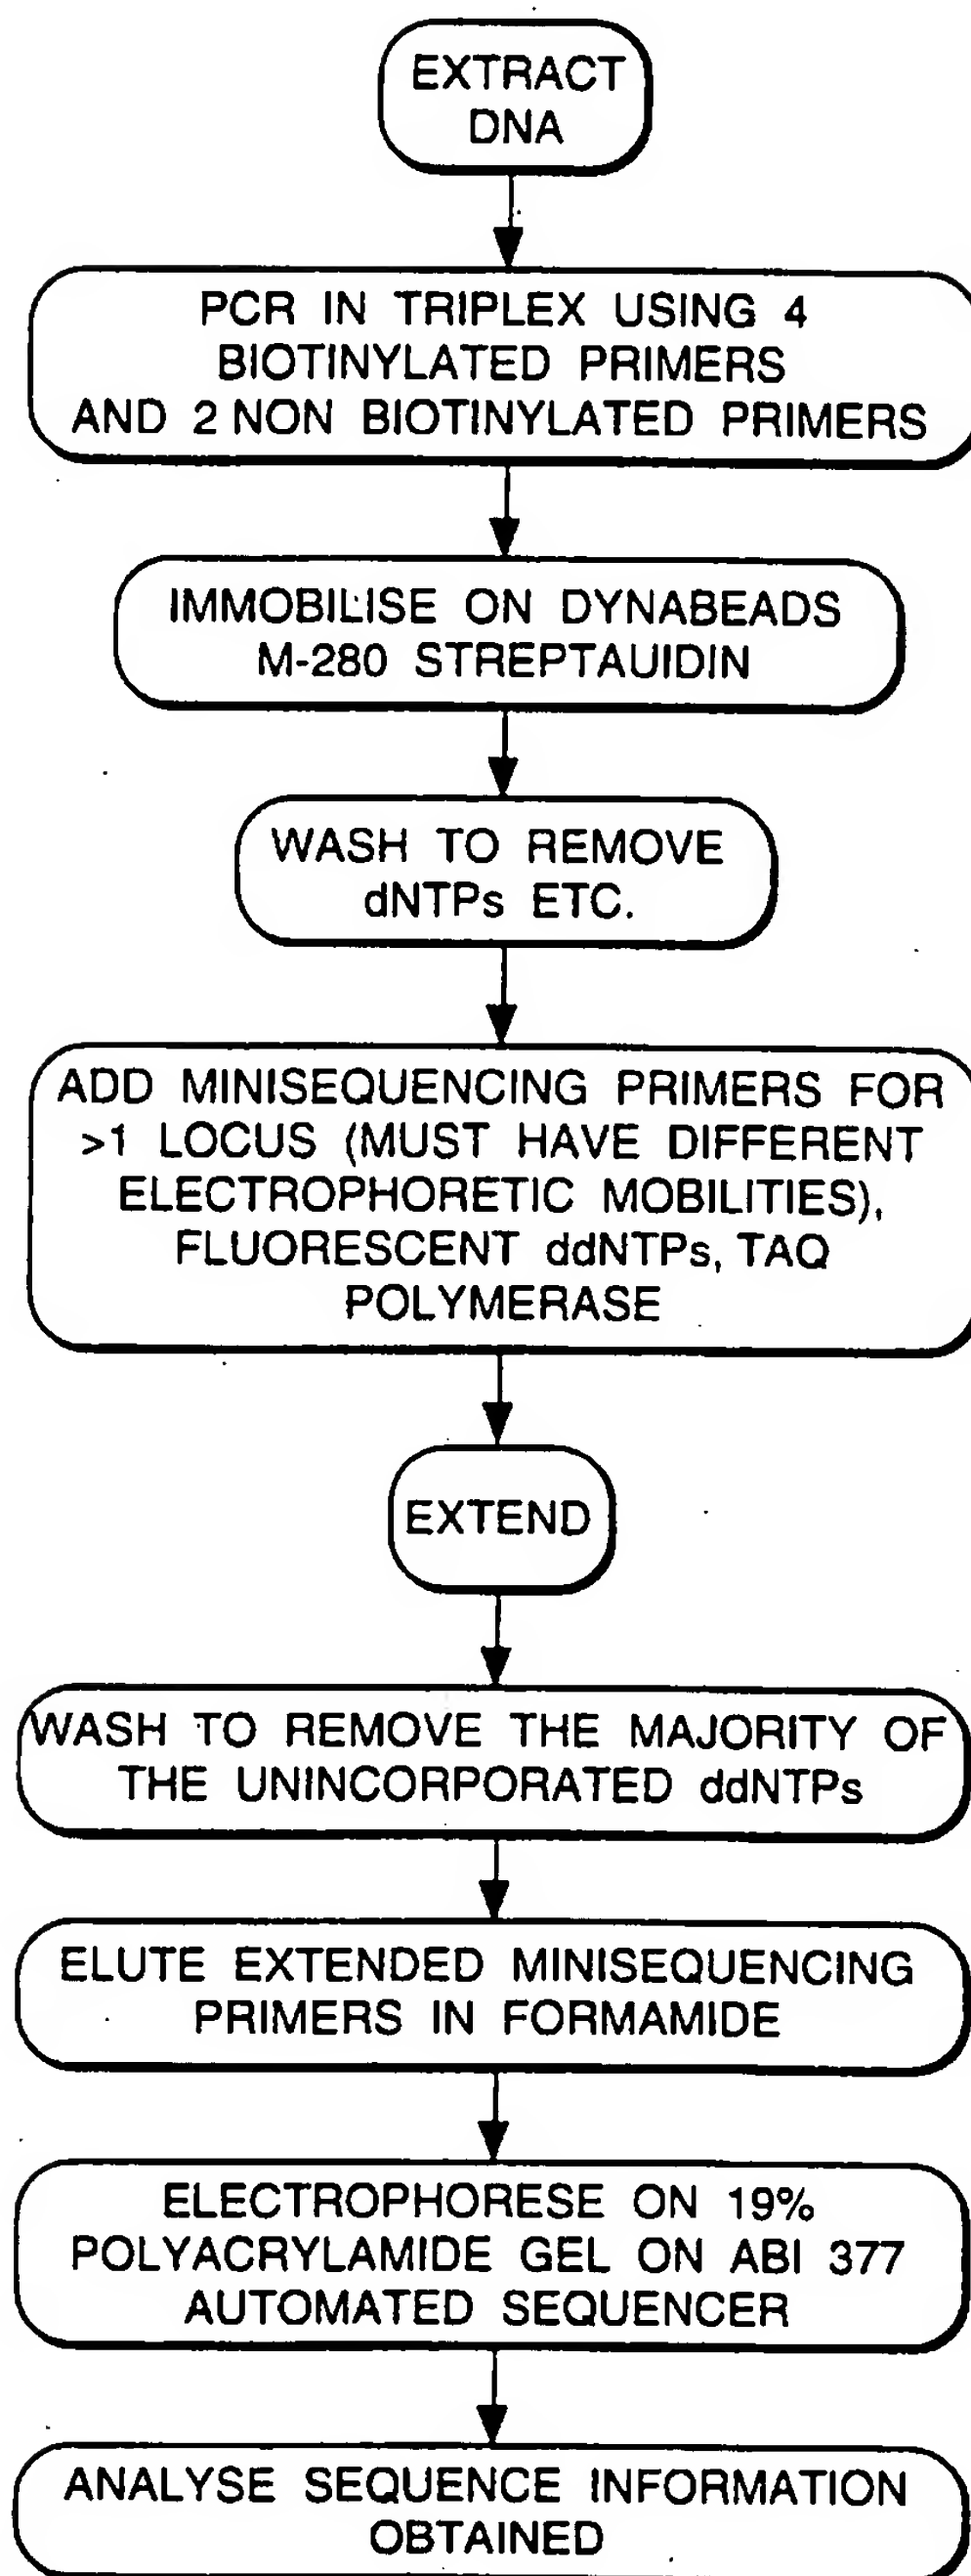 EXTRACT
DNA
PCR IN TRIPLEX USING 4
BIOTINYLATED PRIMERS
AND 2 NON BIOTINYLATED PRIMERS
IMMOBILISE ON DYNABEADS
M-280 STREPTAUIDIN
WASH TO REMOVE
dNTPs ETC.
ADD MINISEQUENCING PRIMERS FOR
>1 LOCUS (MUST HAVE DIFFERENT
ELECTROPHORETIC MOBILITIES),
FLUORESCENT ddNTPs, TAQ
POLYMERASE
EXTEND
WASH TO REMOVE THE MAJORITY OF
THE UNINCORPORATED ddNTPs
ELUTE EXTENDED MINISEQUENCING
PRIMERS IN FORMAMIDE
ELECTROPHORESE ON 19%
POLYACRYLAMIDE GEL ON ABI 377
AUTOMATED SEQUENCER
ANALYSE SEQUENCE INFORMATION
OBTAINED